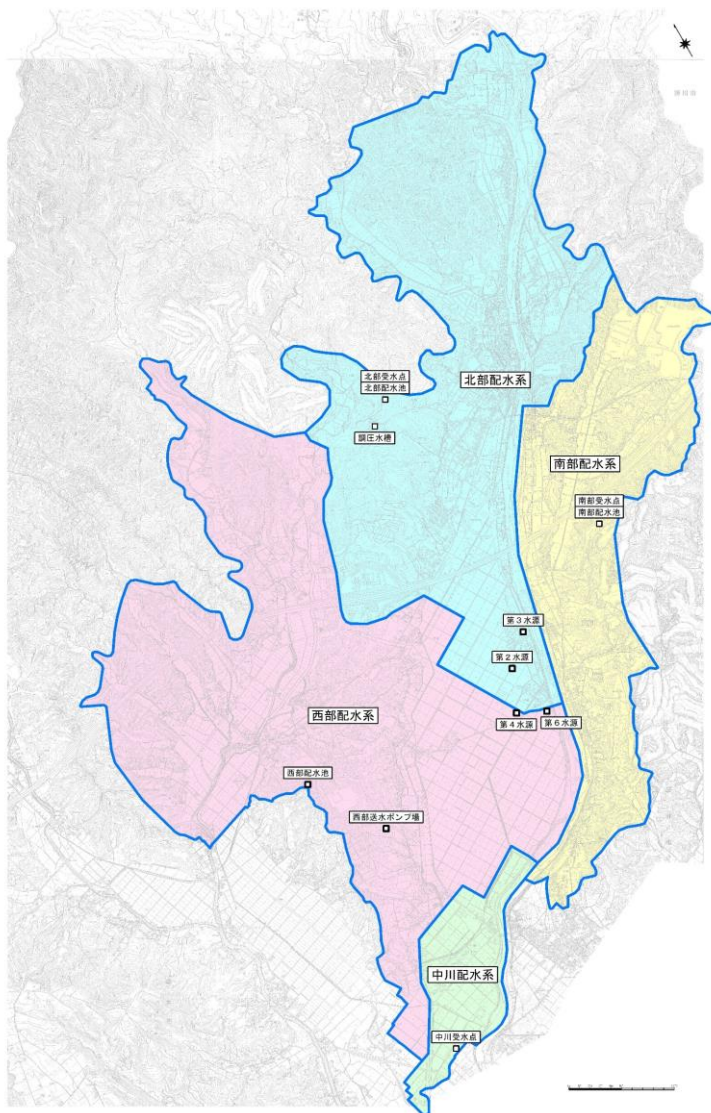 北部受水点
北部配水池
北部配水系
調圧水槽
南部配水系
南部受水点
南部配水池
第3水源
第2水源
西部配水系
第4水源
第6水源
西部配水池
西部送水ポンプ場
中川配水系
中川受水点